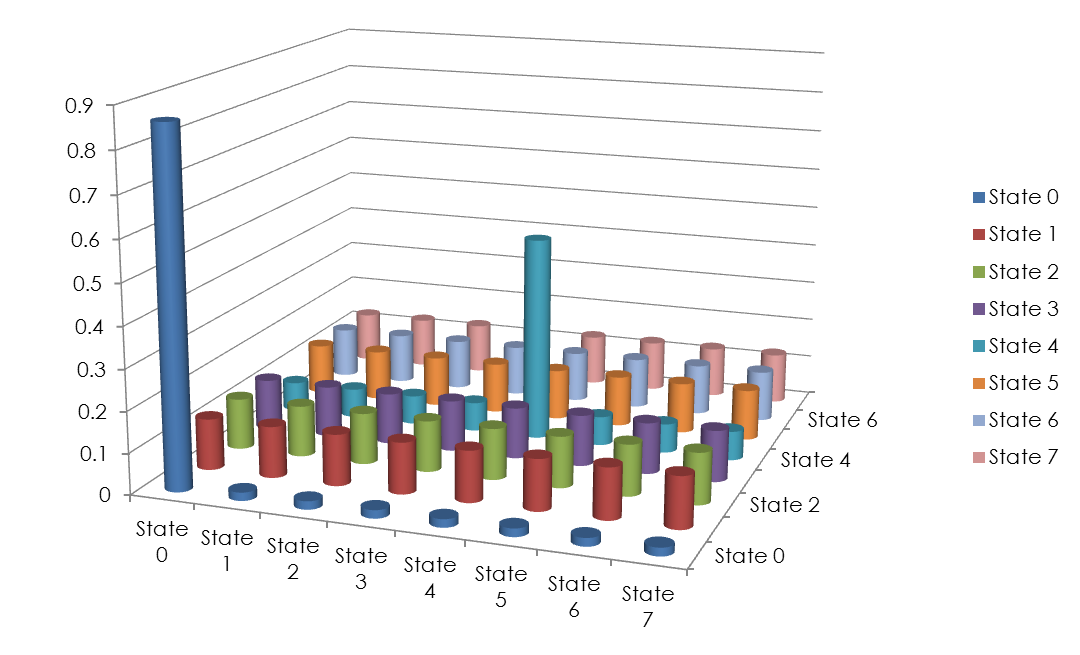 0.9
0.8
0.7
0.6
0.5
0.4
0.3
0.2
0.1
0
State
0
State
1
State
2
State
3
State
4
State
5
State
6
State
7
State 0
State 2
State 4
State 6
State 0
State 1
State 2
State 3
State 4
State 5
State 6
State 7